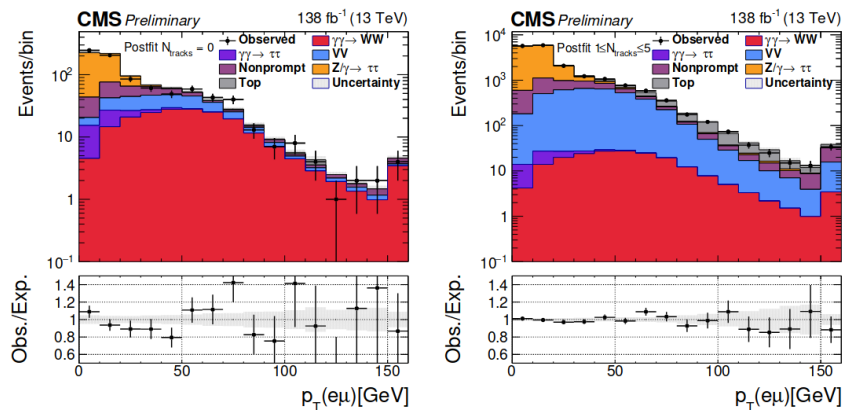 CMS Preliminary 138 fb⁻¹ (13 TeV)
Events/bin
Postfit N_tracks = 0
Observed
γγ→ WW
γγ→ ττ
VV
Nonprompt
Z/γ→ ττ
Top
Uncertainty
10²
10
1
10⁻¹
Obs./Exp.
1.4
1.2
1
0.8
0.6
0 50 100 150
p_T(eμ)[GeV]
CMS Preliminary 138 fb⁻¹ (13 TeV)
Events/bin
Postfit 1≤N_tracks≤5
Observed
γγ→ WW
γγ→ ττ
VV
Nonprompt
Z/γ→ ττ
Top
Uncertainty
10⁵
10⁴
10³
10²
10
1
10⁻¹
Obs./Exp.
1.4
1.2
1
0.8
0.6
0 50 100 150
p_T(eμ)[GeV]